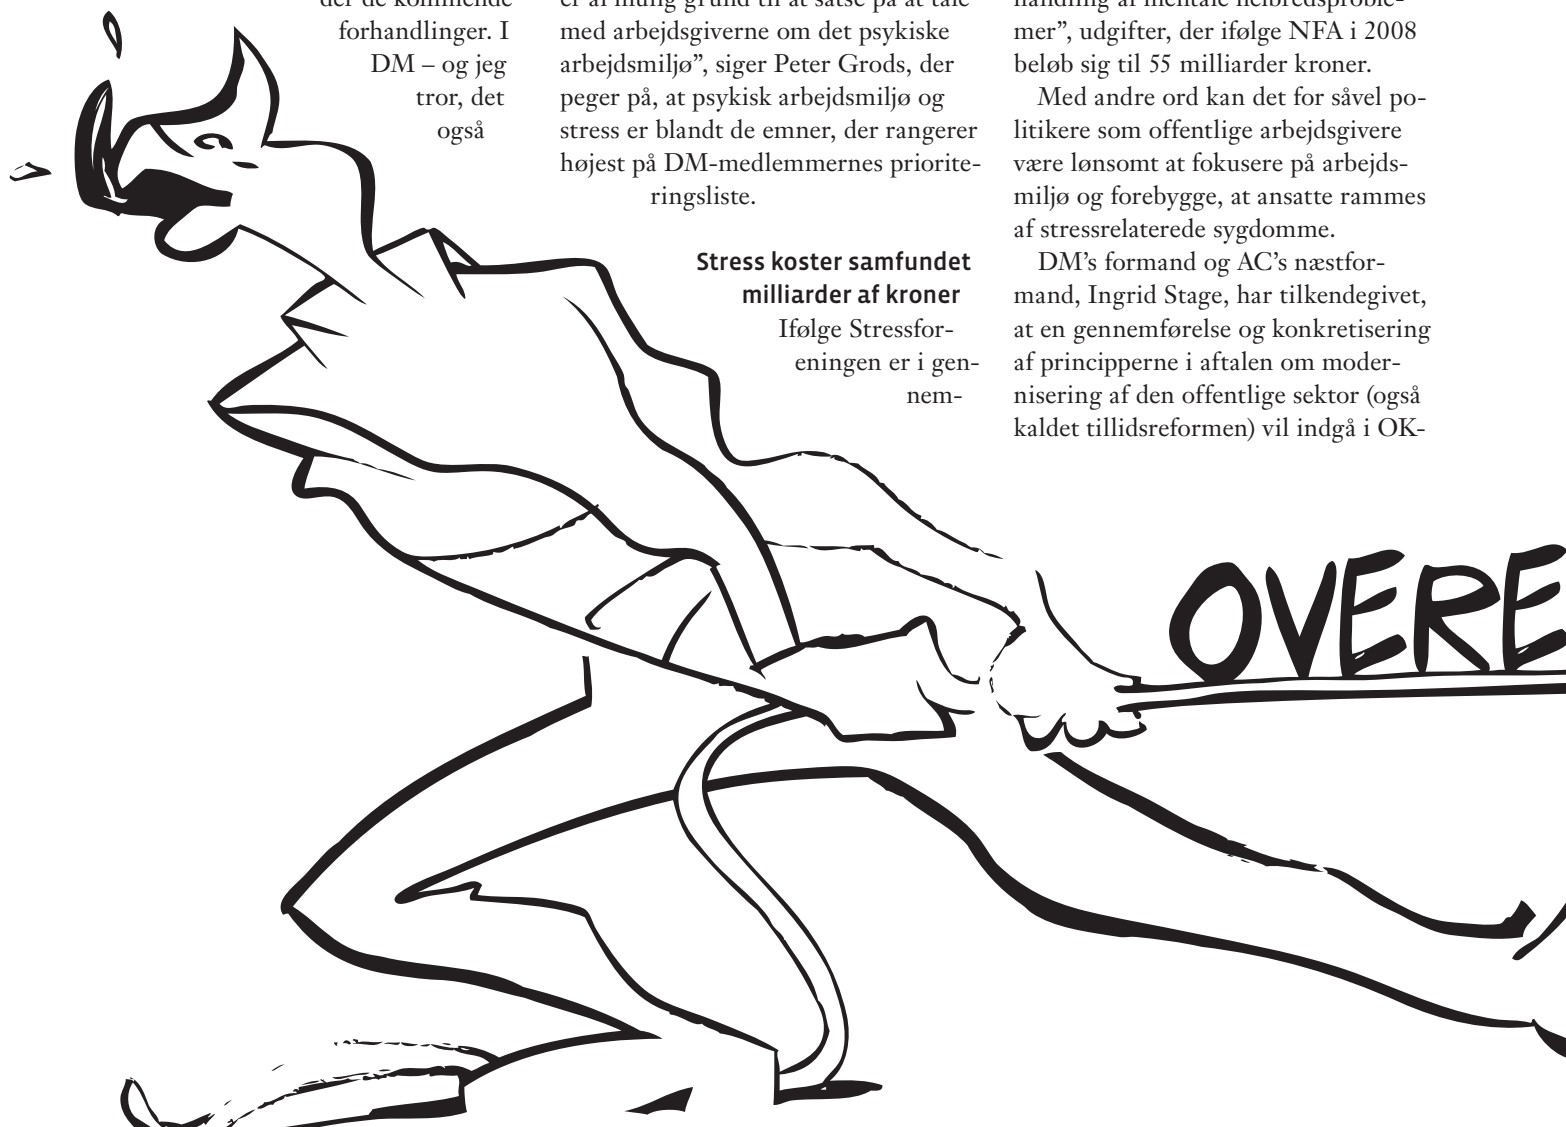 der de kommende
forhandlinger. I
DM – og jeg
tror, det
også
er al mulig grund til at satse på at tale
med arbejdsgiverne om det psykiske
arbejdsmiljø”, siger Peter Grods, der
peger på, at psykisk arbejdsmiljø og
stress er blandt de emner, der rangerer
højest på DM-medlemmernes priorite-
ringsliste.
Stress koster samfundet
milliarder af kroner
Ifølge Stressfor-
eningen er i gen-
nem-
handling af mentale helbredsproble-
mer”, udgifter, der ifølge NFA i 2008
beløb sig til 55 milliarder kroner.
Med andre ord kan det for såvel po-
litikere som offentlige arbejdsgivere
være lønsomt at fokusere på arbejds-
miljø og forebygge, at ansatte rammes
af stressrelaterede sygdomme.
DM’s formand og AC’s næstfor-
mand, Ingrid Stage, har tilkendegivet,
at en gennemførelse og konkretisering
af principperne i aftalen om moder-
nisering af den offentlige sektor (også
kaldet tillidsreformen) vil indgå i OK-
OVERE